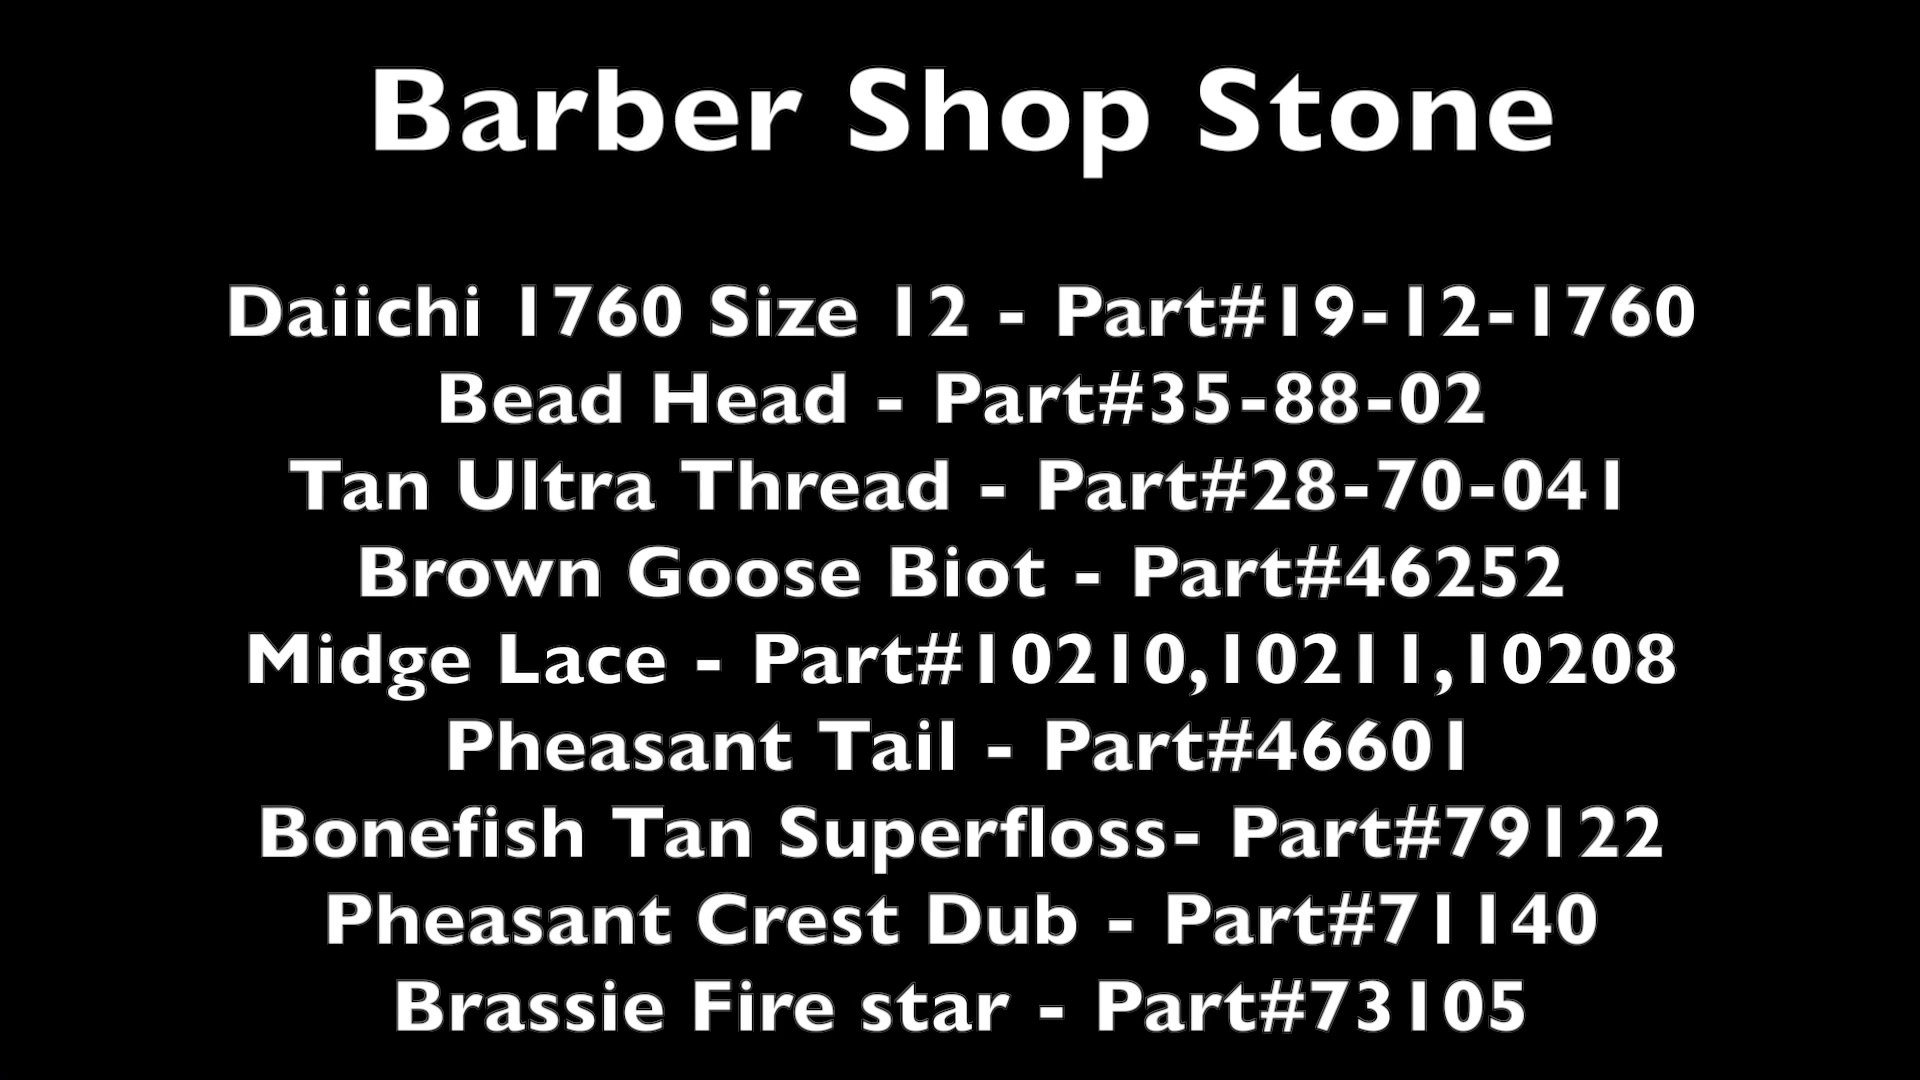 Barber Shop Stone
Daiichi 1760 Size 12 - Part#19-12-1760
Bead Head - Part#35-88-02
Tan Ultra Thread - Part#28-70-041
Brown Goose Biot - Part#46252
Midge Lace - Part#10210,10211,10208
Pheasant Tail - Part#46601
Bonefish Tan Superfloss- Part#79122
Pheasant Crest Dub - Part#71140
Brassie Fire star - Part#73105